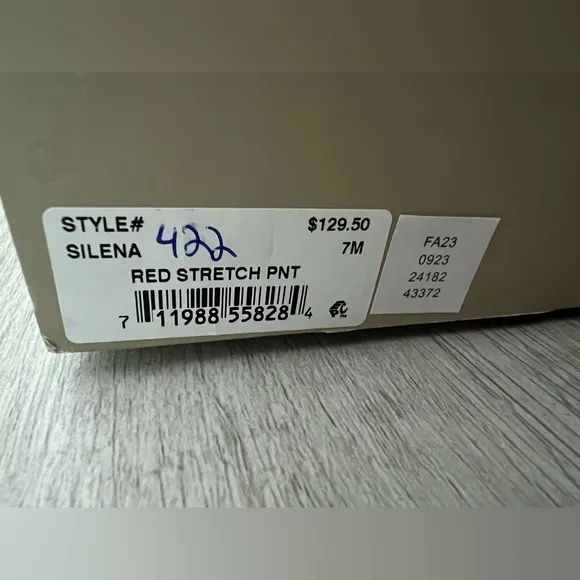 STYLE# $129.50
SILENA 422 7M
RED STRETCH PNT
7 11988 55828 4
FA23
0923
24182
43372